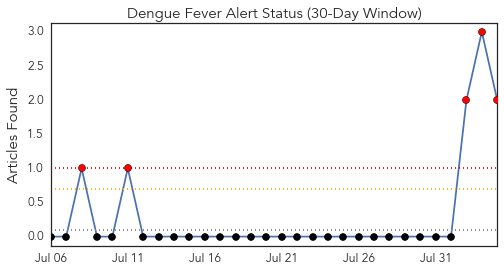 Dengue Fever Alert Status (30-Day Window)
Articles Found
3.0
2.5
2.0
1.5
1.0
0.5
0.0
Jul 06 Jul 11 Jul 16 Jul 21 Jul 26 Jul 31